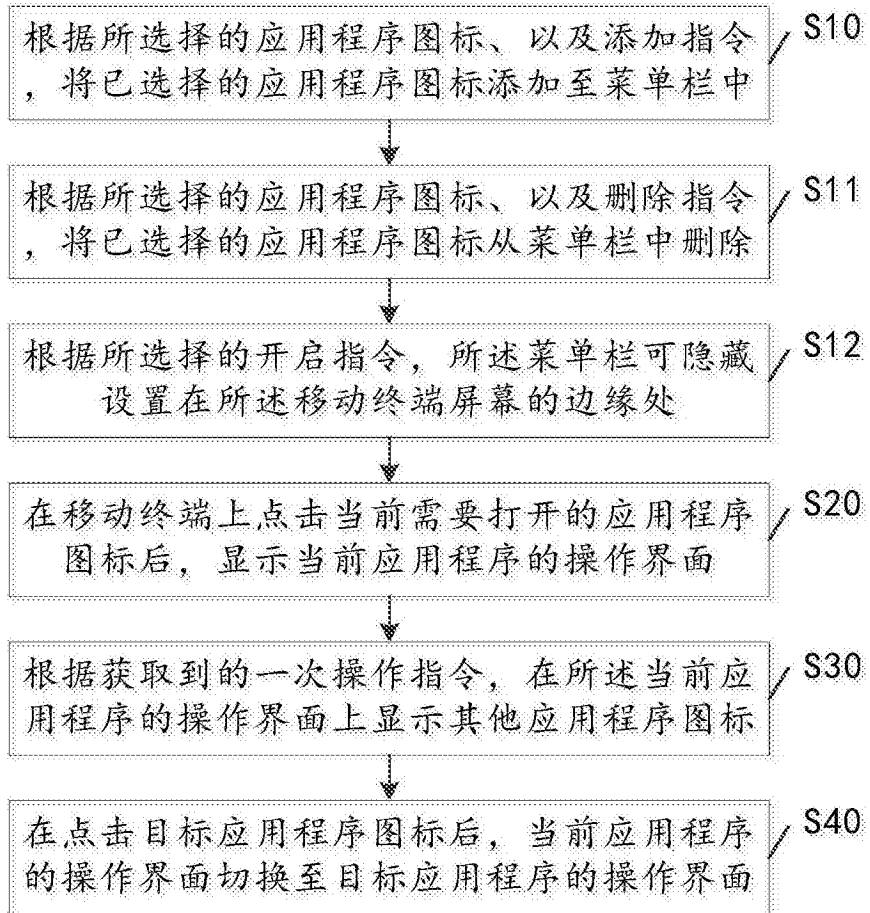 根据所选择的应用程序图标、以及添加指令
，将已选择的应用程序图标添加至菜单栏中
S10
根据所选择的应用程序图标、以及删除指令
，将已选择的应用程序图标从菜单栏中删除
S11
根据所选择的开启指令，所述菜单栏可隐藏
设置在所述移动终端屏幕的边缘处
S12
在移动终端上点击当前需要打开的应用程序
图标后，显示当前应用程序的操作界面
S20
根据获取到的一次操作指令，在所述当前应
用程序的操作界面上显示其他应用程序图标
S30
在点击目标应用程序图标后，当前应用程序
的操作界面切换至目标应用程序的操作界面
S40